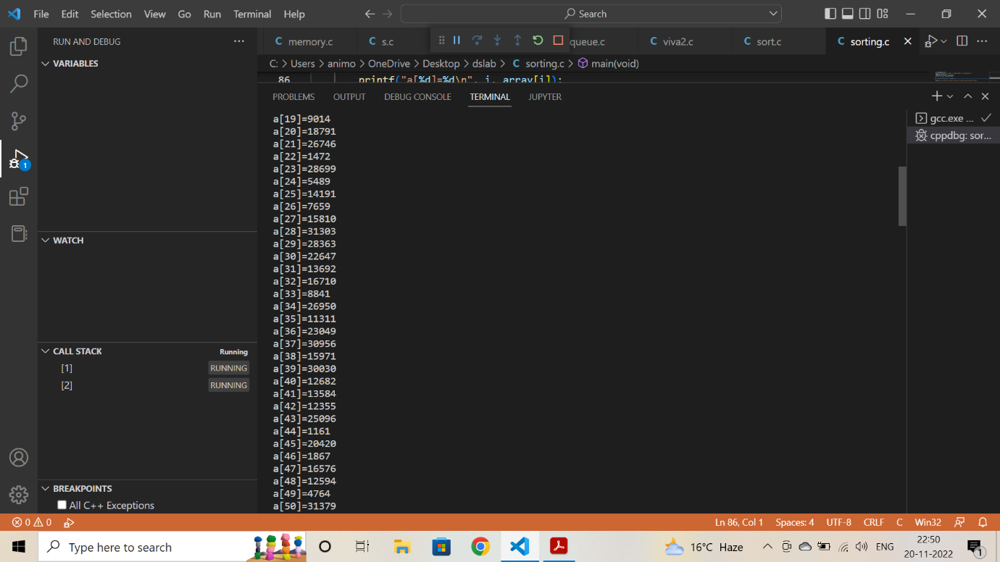 File Edit Selection View Go Run Terminal Help Search
RUN AND DEBUG
memory.c s.c queue.c viva2.c sort.c sorting.c
C: > Users > animo > OneDrive > Desktop > dslab > C sorting.c > main(void)
86 printf("a[%d]=%d\n", i, array[i]);
VARIABLES
WATCH
CALL STACK Running
[1] RUNNING
[2] RUNNING
BREAKPOINTS
All C++ Exceptions
PROBLEMS OUTPUT DEBUG CONSOLE TERMINAL JUPYTER
a[19]=9014
a[20]=18791
a[21]=26746
a[22]=1472
a[23]=28699
a[24]=5489
a[25]=14191
a[26]=7659
a[27]=15810
a[28]=31303
a[29]=28363
a[30]=22647
a[31]=13692
a[32]=16710
a[33]=8841
a[34]=26950
a[35]=11311
a[36]=23049
a[37]=30956
a[38]=15971
a[39]=30030
a[40]=12682
a[41]=13584
a[42]=12355
a[43]=25096
a[44]=1161
a[45]=20420
a[46]=1867
a[47]=16576
a[48]=12594
a[49]=4764
a[50]=31379
gcc.exe ...
cppdbg: sor...
1
0 0 Ln 86, Col 1 Spaces: 4 UTF-8 CRLF C Win32
Type here to search 16°C Haze ENG 22:50
20-11-2022 1